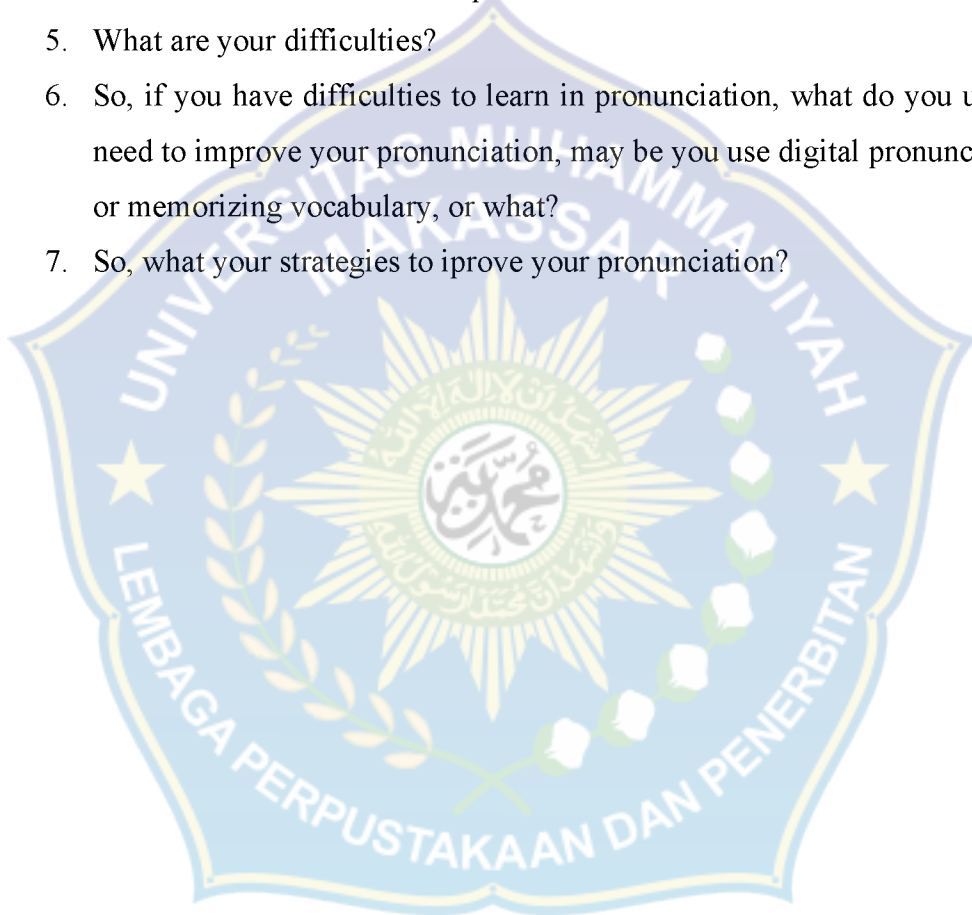 5. What are your difficulties?
6. So, if you have difficulties to learn in pronunciation, what do you
need to improve your pronunciation, may be you use digital
or memorizing vocabulary, or what?
7. So, what your strategies to iprove your pronunciation?
UNIVERSITAS MUHAMMADIYAH
MAKASSAR
محمدية
LEMBAGA PERPUSTAKAAN DAN PENERBITAN